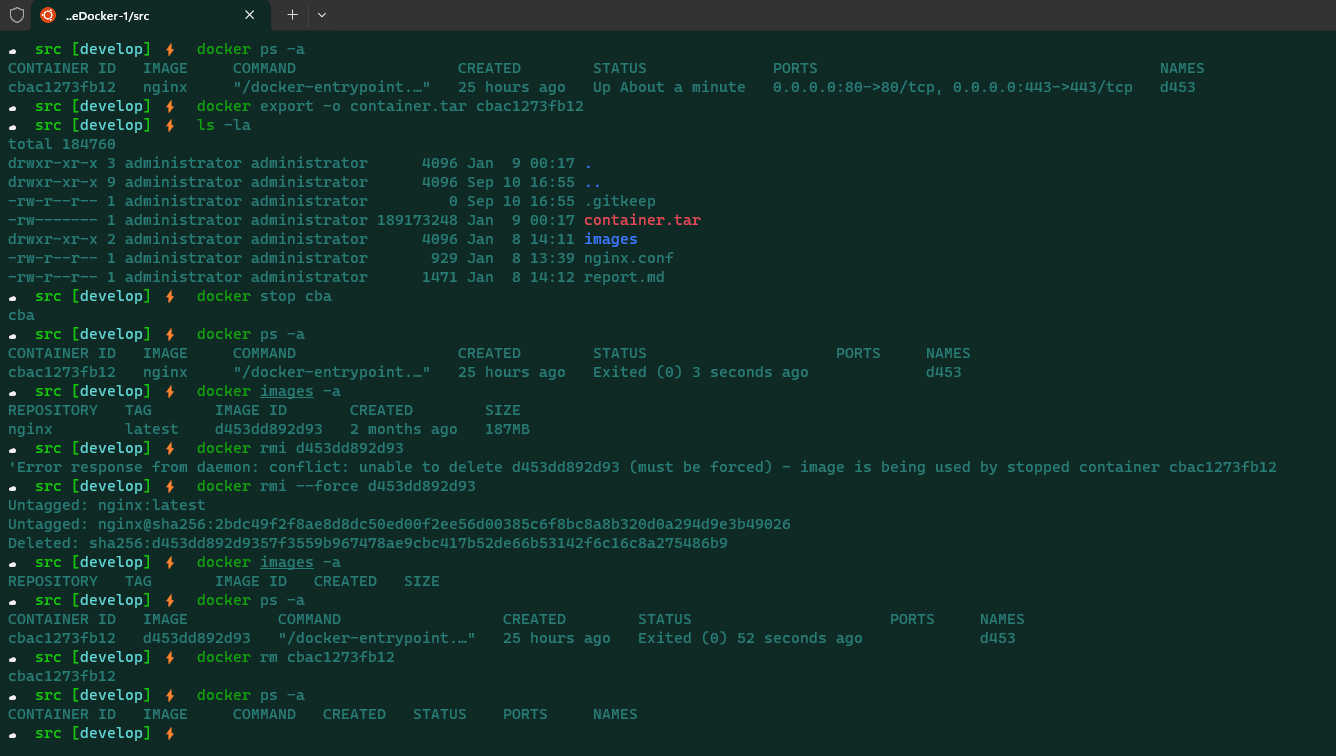 ..eDocker-1/src
src [develop] docker ps -a
CONTAINER ID   IMAGE     COMMAND                  CREATED        STATUS              PORTS                                      NAMES
cbac1273fb12   nginx     "/docker-entrypoint.…"   25 hours ago   Up About a minute   0.0.0.0:80->80/tcp, 0.0.0.0:443->443/tcp   d453
src [develop] docker export -o container.tar cbac1273fb12
src [develop] ls -la
total 184760
drwxr-xr-x 3 administrator administrator      4096 Jan  9 00:17 .
drwxr-xr-x 9 administrator administrator      4096 Sep 10 16:55 ..
-rw-r--r-- 1 administrator administrator         0 Sep 10 16:55 .gitkeep
-rw------- 1 administrator administrator 189173248 Jan  9 00:17 container.tar
drwxr-xr-x 2 administrator administrator      4096 Jan  8 14:11 images
-rw-r--r-- 1 administrator administrator       929 Jan  8 13:39 nginx.conf
-rw-r--r-- 1 administrator administrator      1471 Jan  8 14:12 report.md
src [develop] docker stop cba
cba
src [develop] docker ps -a
CONTAINER ID   IMAGE     COMMAND                  CREATED        STATUS                     PORTS     NAMES
cbac1273fb12   nginx     "/docker-entrypoint.…"   25 hours ago   Exited (0) 3 seconds ago             d453
src [develop] docker images -a
REPOSITORY   TAG       IMAGE ID       CREATED        SIZE
nginx        latest    d453dd892d93   2 months ago   187MB
src [develop] docker rmi d453dd892d93
'Error response from daemon: conflict: unable to delete d453dd892d93 (must be forced) - image is being used by stopped container cbac1273fb12
src [develop] docker rmi --force d453dd892d93
Untagged: nginx:latest
Untagged: nginx@sha256:2bdc49f2f8ae8d8dc50ed00f2ee56d00385c6f8bc8a8b320d0a294d9e3b49026
Deleted: sha256:d453dd892d9357f3559b967478ae9cbc417b52de66b53142f6c16c8a275486b9
src [develop] docker images -a
REPOSITORY   TAG       IMAGE ID   CREATED   SIZE
src [develop] docker ps -a
CONTAINER ID   IMAGE          COMMAND                  CREATED        STATUS                      PORTS     NAMES
cbac1273fb12   d453dd892d93   "/docker-entrypoint.…"   25 hours ago   Exited (0) 52 seconds ago             d453
src [develop] docker rm cbac1273fb12
cbac1273fb12
src [develop] docker ps -a
CONTAINER ID   IMAGE     COMMAND   CREATED   STATUS    PORTS     NAMES
src [develop]